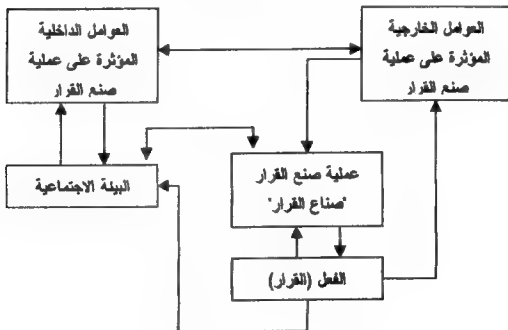 العوامل الخارجية
المؤثرة على عملية
صنع القرار
العوامل الداخلية
المؤثرة على عملية
صنع القرار
عملية صنع القرار
"صناع القرار"
البيئة الاجتماعية
الفعل (القرار)